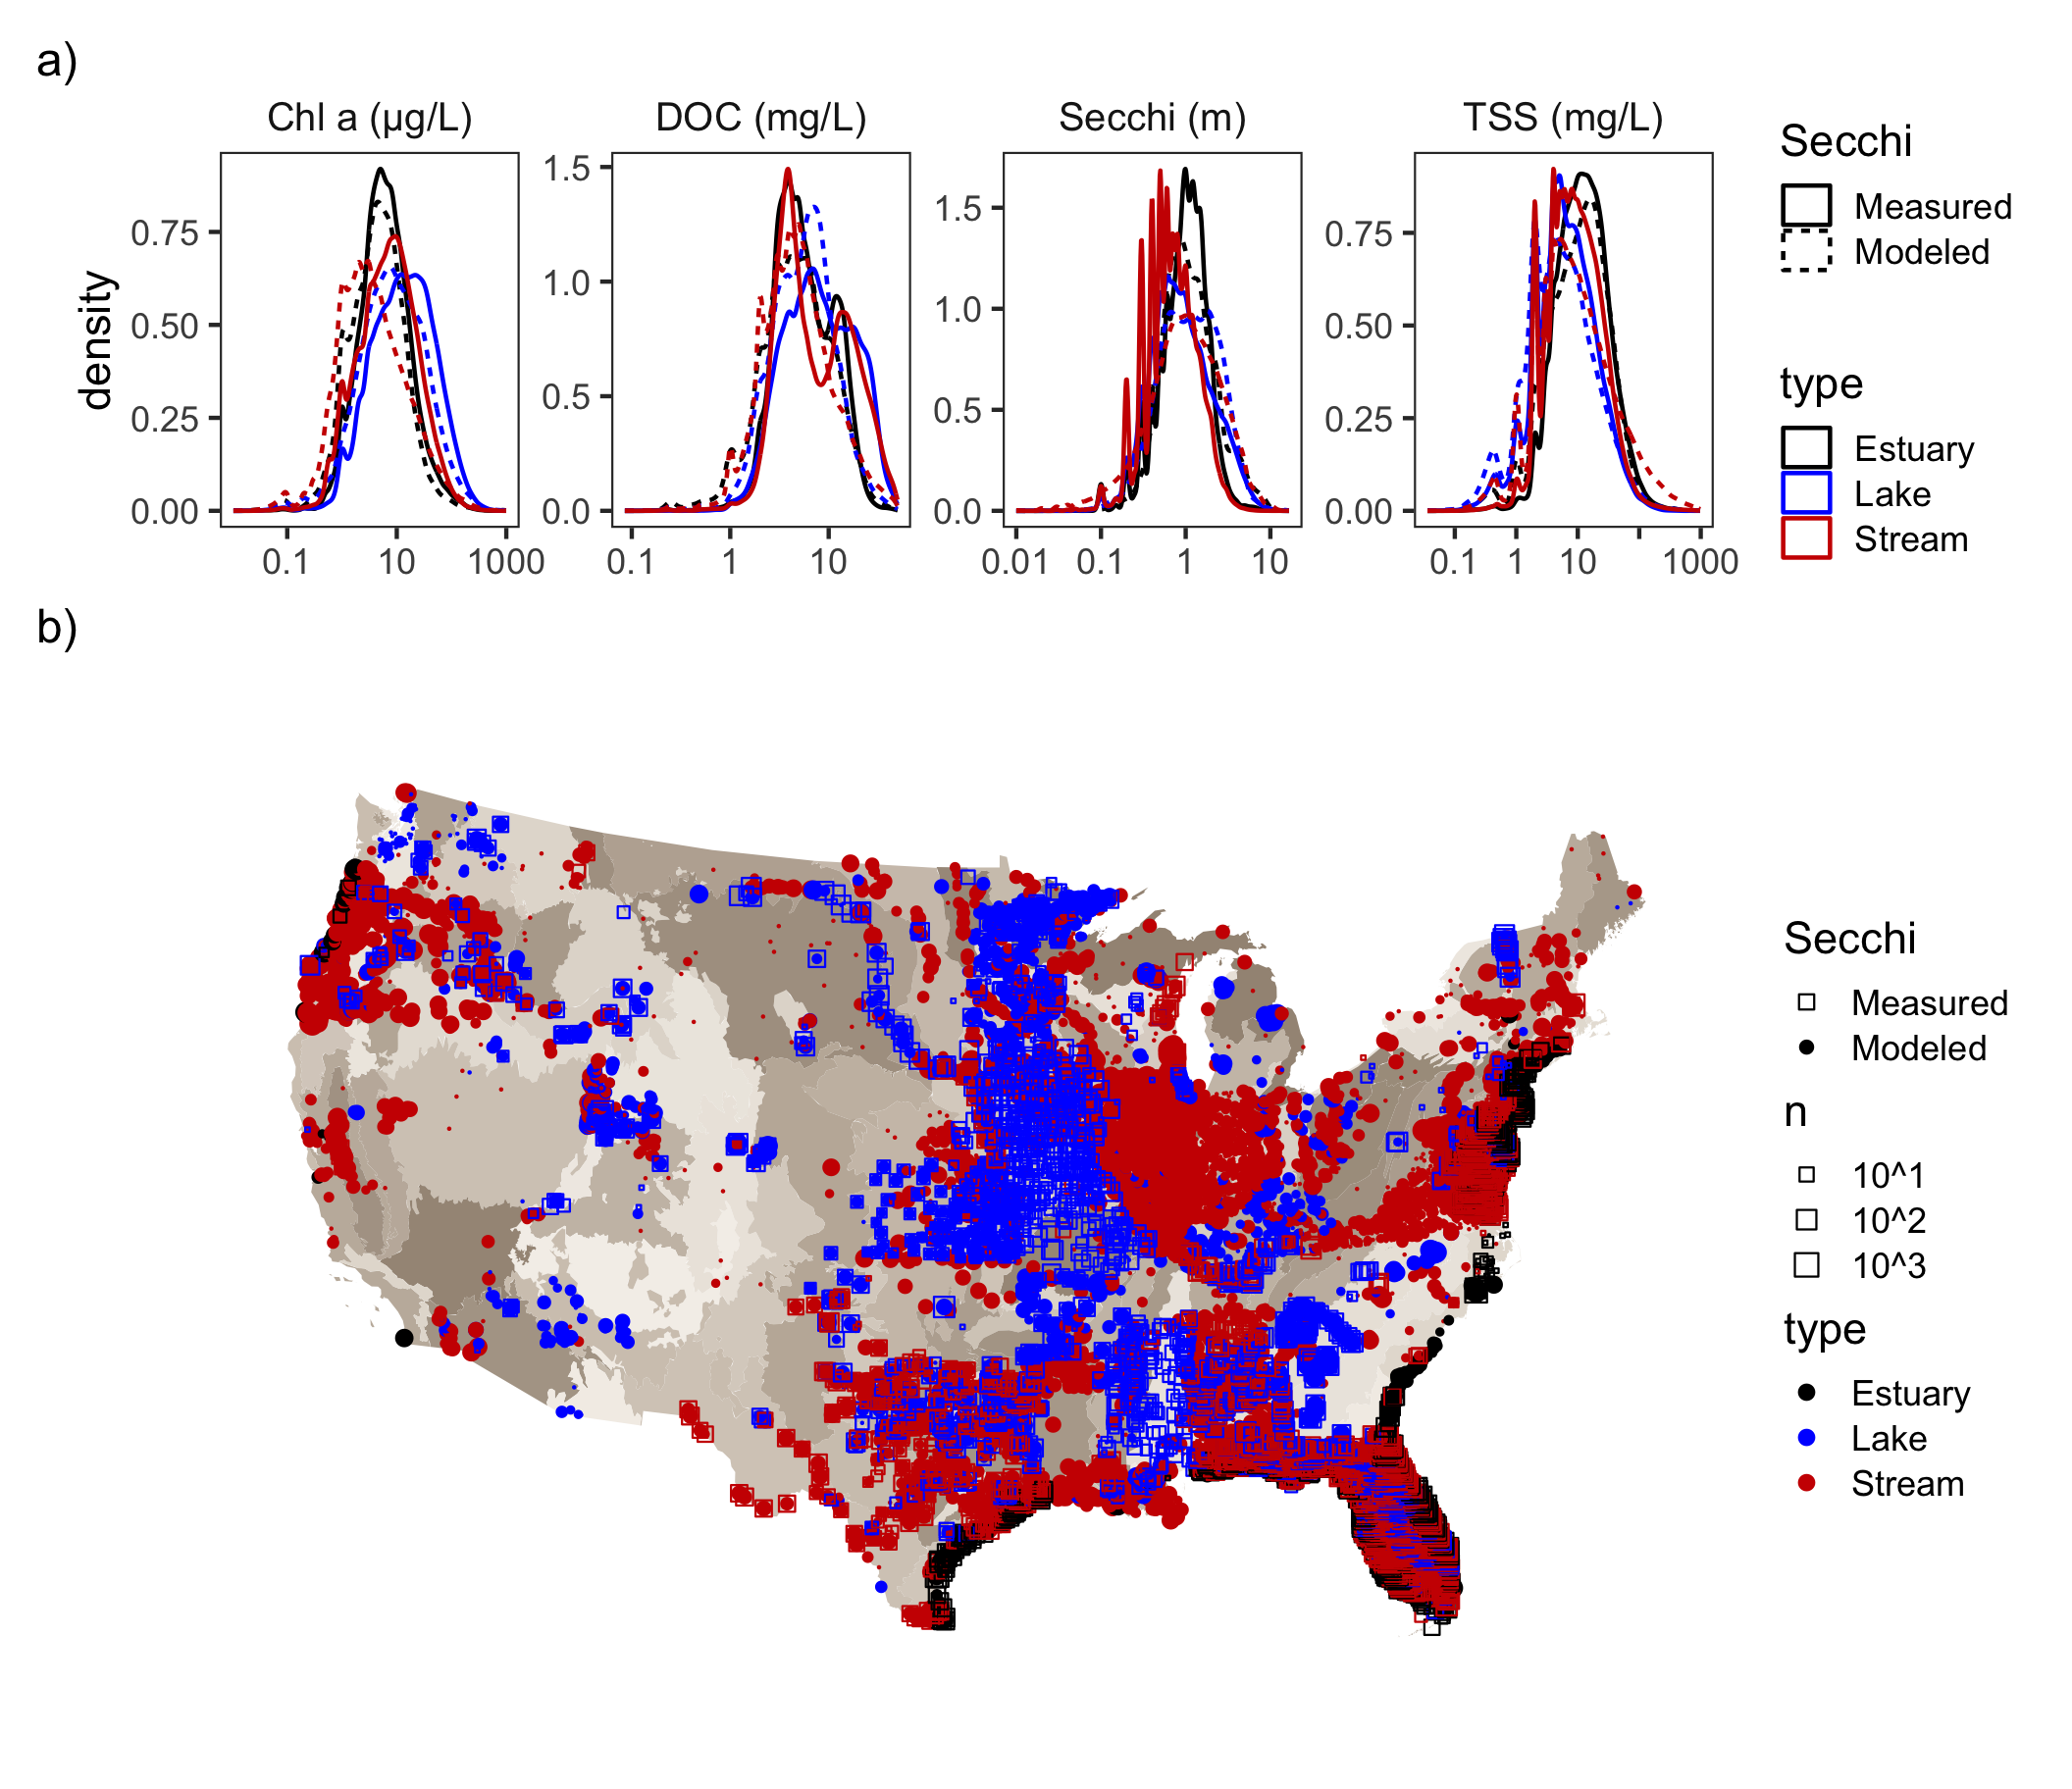 a)
Chl a (µg/L)
DOC (mg/L)
Secchi (m)
TSS (mg/L)
density
0.75
0.50
0.25
0.00
0.1
10
1000
1.5
1.0
0.5
0.0
0.1
1
10
1.5
1.0
0.5
0.0
0.01
0.1
1
10
0.75
0.50
0.25
0.00
0.1
1
10
1000
Secchi
Measured
Modeled
type
Estuary
Lake
Stream
b)
Secchi
Measured
Modeled
n
10^1
10^2
10^3
type
Estuary
Lake
Stream